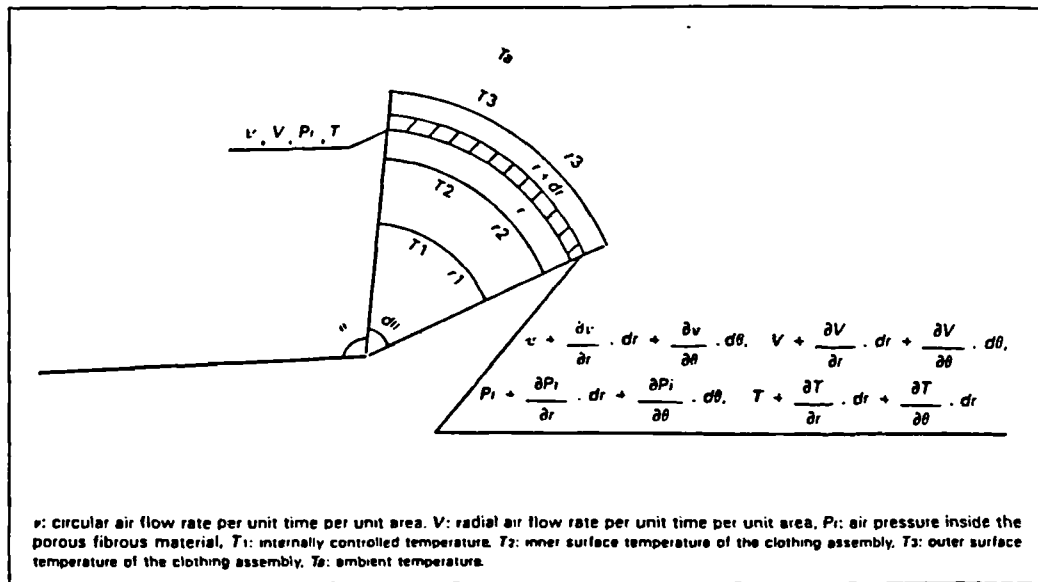 Ta
T3
v, V, Pi, T
r3
r + dr
T2
r
r2
T1
r1
θ dθ
v + ∂v/∂r . dr + ∂v/∂θ . dθ, V + ∂V/∂r . dr + ∂V/∂θ . dθ,
Pi + ∂Pi/∂r . dr + ∂Pi/∂θ . dθ, T + ∂T/∂r . dr + ∂T/∂θ . dr
v: circular air flow rate per unit time per unit area. V: radial air flow rate per unit time per unit area, Pi: air pressure inside the
porous fibrous material, T1: internally controlled temperature. T2: inner surface temperature of the clothing assembly, T3: outer surface
temperature of the clothing assembly, Ta: ambient temperature.